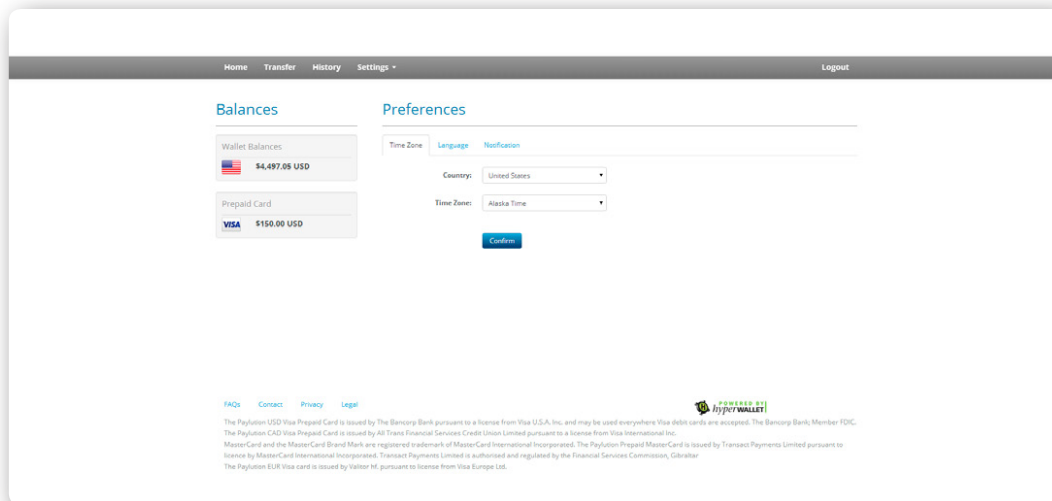 Home Transfer History Settings Logout
Balances
Wallet Balances
$4,497.05 USD
Prepaid Card
VISA $150.00 USD
Preferences
Time Zone Language Notification
Country: United States
Time Zone: Alaska Time
Confirm
FAQs Contact Privacy Legal
POWERED BY
hyperWALLET
The Paylution USD Visa Prepaid Card is issued by The Bancorp Bank pursuant to a license from Visa U.S.A. Inc. and may be used everywhere Visa debit cards are accepted. The Bancorp Bank; Member FDIC.
The Paylution CAD Visa Prepaid Card is issued by All Trans Financial Services Credit Union Limited pursuant to a license from Visa International Inc.
MasterCard and the MasterCard Brand Mark are registered trademark of MasterCard International Incorporated. The Paylution Prepaid MasterCard is issued by Transact Payments Limited pursuant to
licence by MasterCard International Incorporated. Transact Payments Limited is authorised and regulated by the Financial Services Commission, Gibraltar
The Paylution EUR Visa card is issued by Valitor hf. pursuant to license from Visa Europe Ltd.